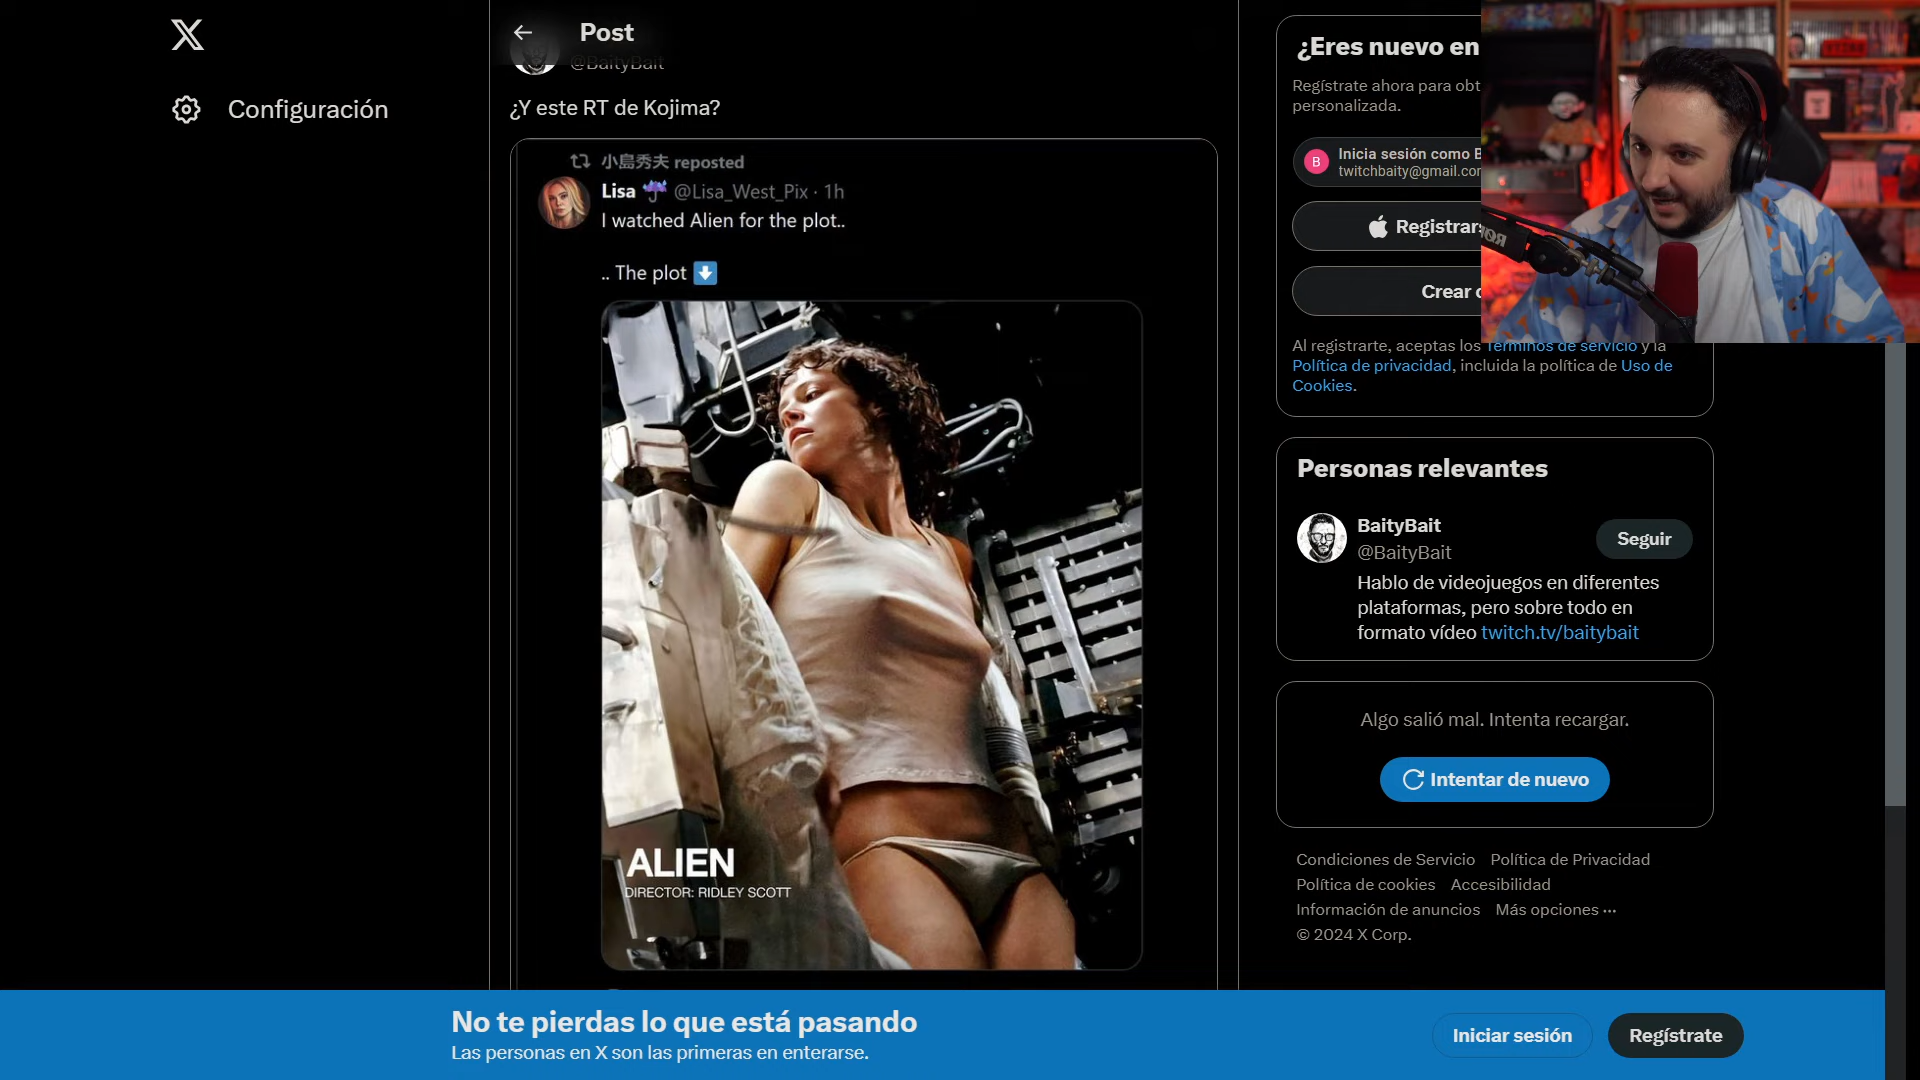 Post
@BaityBait
Configuración
¿Y este RT de Kojima?
小島秀夫 reposted
Lisa @Lisa_West_Pix · 1h
I watched Alien for the plot..
.. The plot
ALIEN
DIRECTOR: RIDLEY SCOTT
¿Eres nuevo en
Regístrate ahora para obt
personalizada.
B
Inicia sesión como B
twitchbaity@gmail.co
Registrar
Crear
Al registrarte, aceptas los Términos de servicio y la
Política de privacidad, incluida la política de Uso de
Cookies.
Personas relevantes
BaityBait
@BaityBait
Seguir
Hablo de videojuegos en diferentes
plataformas, pero sobre todo en
formato vídeo twitch.tv/baitybait
Algo salió mal. Intenta recargar.
Intentar de nuevo
Condiciones de Servicio Política de Privacidad
Política de cookies Accesibilidad
Información de anuncios Más opciones ···
© 2024 X Corp.
No te pierdas lo que está pasando
Las personas en X son las primeras en enterarse.
Iniciar sesión
Regístrate